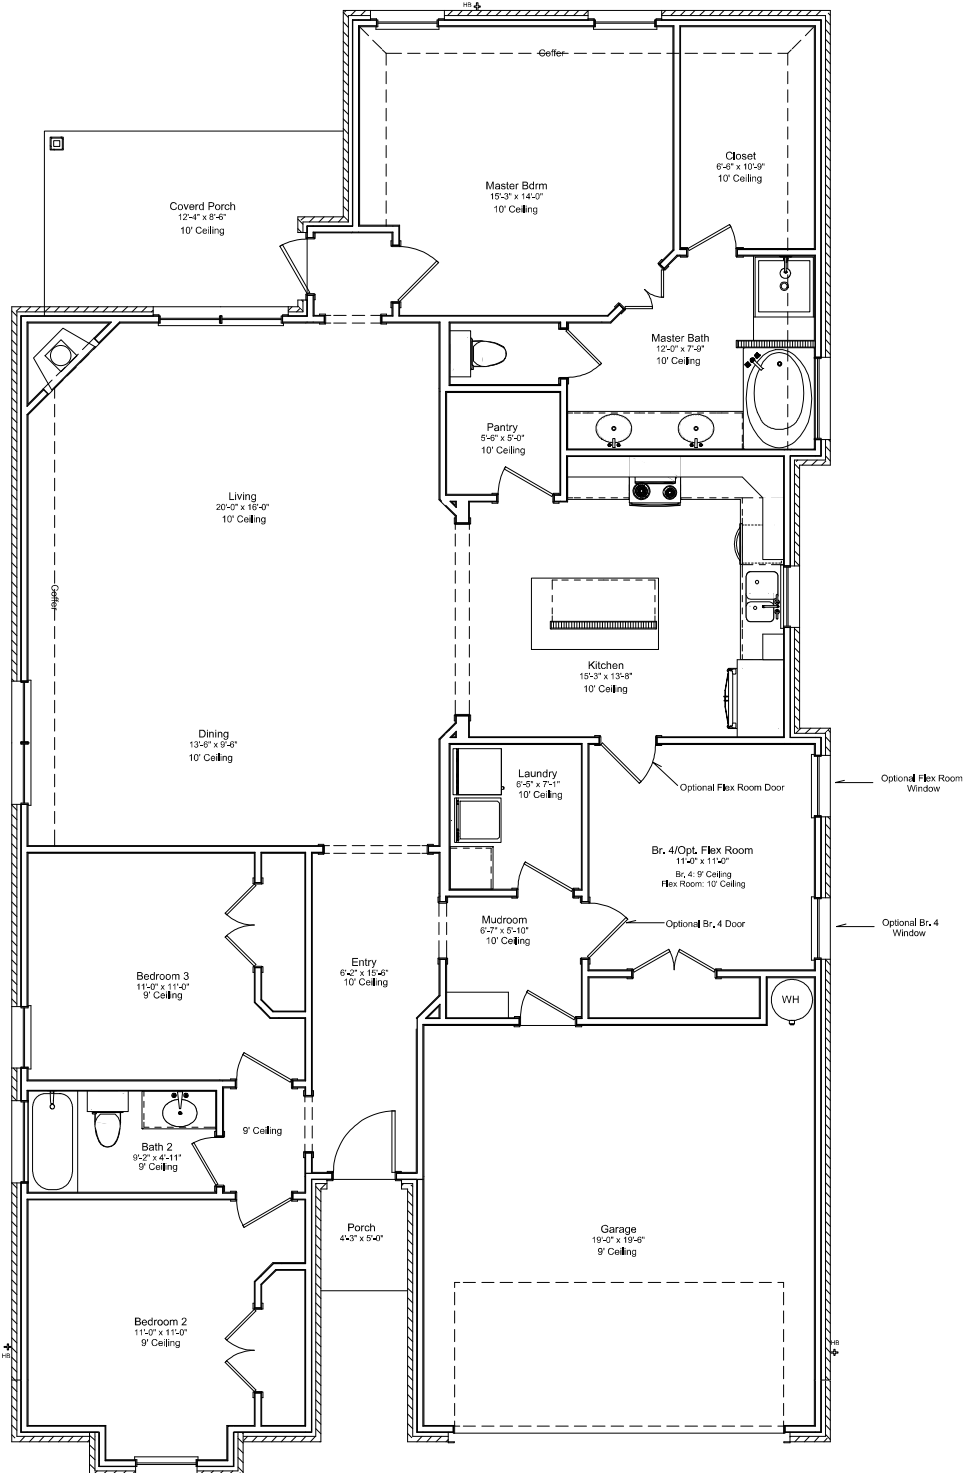 HB
Coffer
Closet
6'-6" x 10'-9"
10' Ceiling
Master Bdrm
15'-3" x 14'-0"
10' Ceiling
Coverd Porch
12'-4" x 8'-6"
10' Ceiling
Master Bath
12'-0" x 7'-9"
10' Ceiling
Pantry
5'-6" x 5'-0"
10' Ceiling
Living
20'-0" x 16'-0"
10' Ceiling
Coffer
Kitchen
15'-3" x 13'-8"
10' Ceiling
Dining
13'-6" x 9'-6"
10' Ceiling
Laundry
6'-5" x 7'-1"
10' Ceiling
Optional Flex Room Door
Optional Flex Room
Window
Br. 4/Opt. Flex Room
11'-0" x 11'-0"
Br. 4: 9' Ceiling
Flex Room: 10' Ceiling
Mudroom
6'-7" x 5'-10"
10' Ceiling
Optional Br. 4 Door
Optional Br. 4
Window
Entry
6'-2" x 15'-6"
10' Ceiling
Bedroom 3
11'-0" x 11'-0"
9' Ceiling
WH
9' Ceiling
Bath 2
9'-2" x 4'-11"
9' Ceiling
Porch
4'-3" x 5'-0"
Garage
19'-0" x 19'-6"
9' Ceiling
Bedroom 2
11'-0" x 11'-0"
9' Ceiling
HB
HB